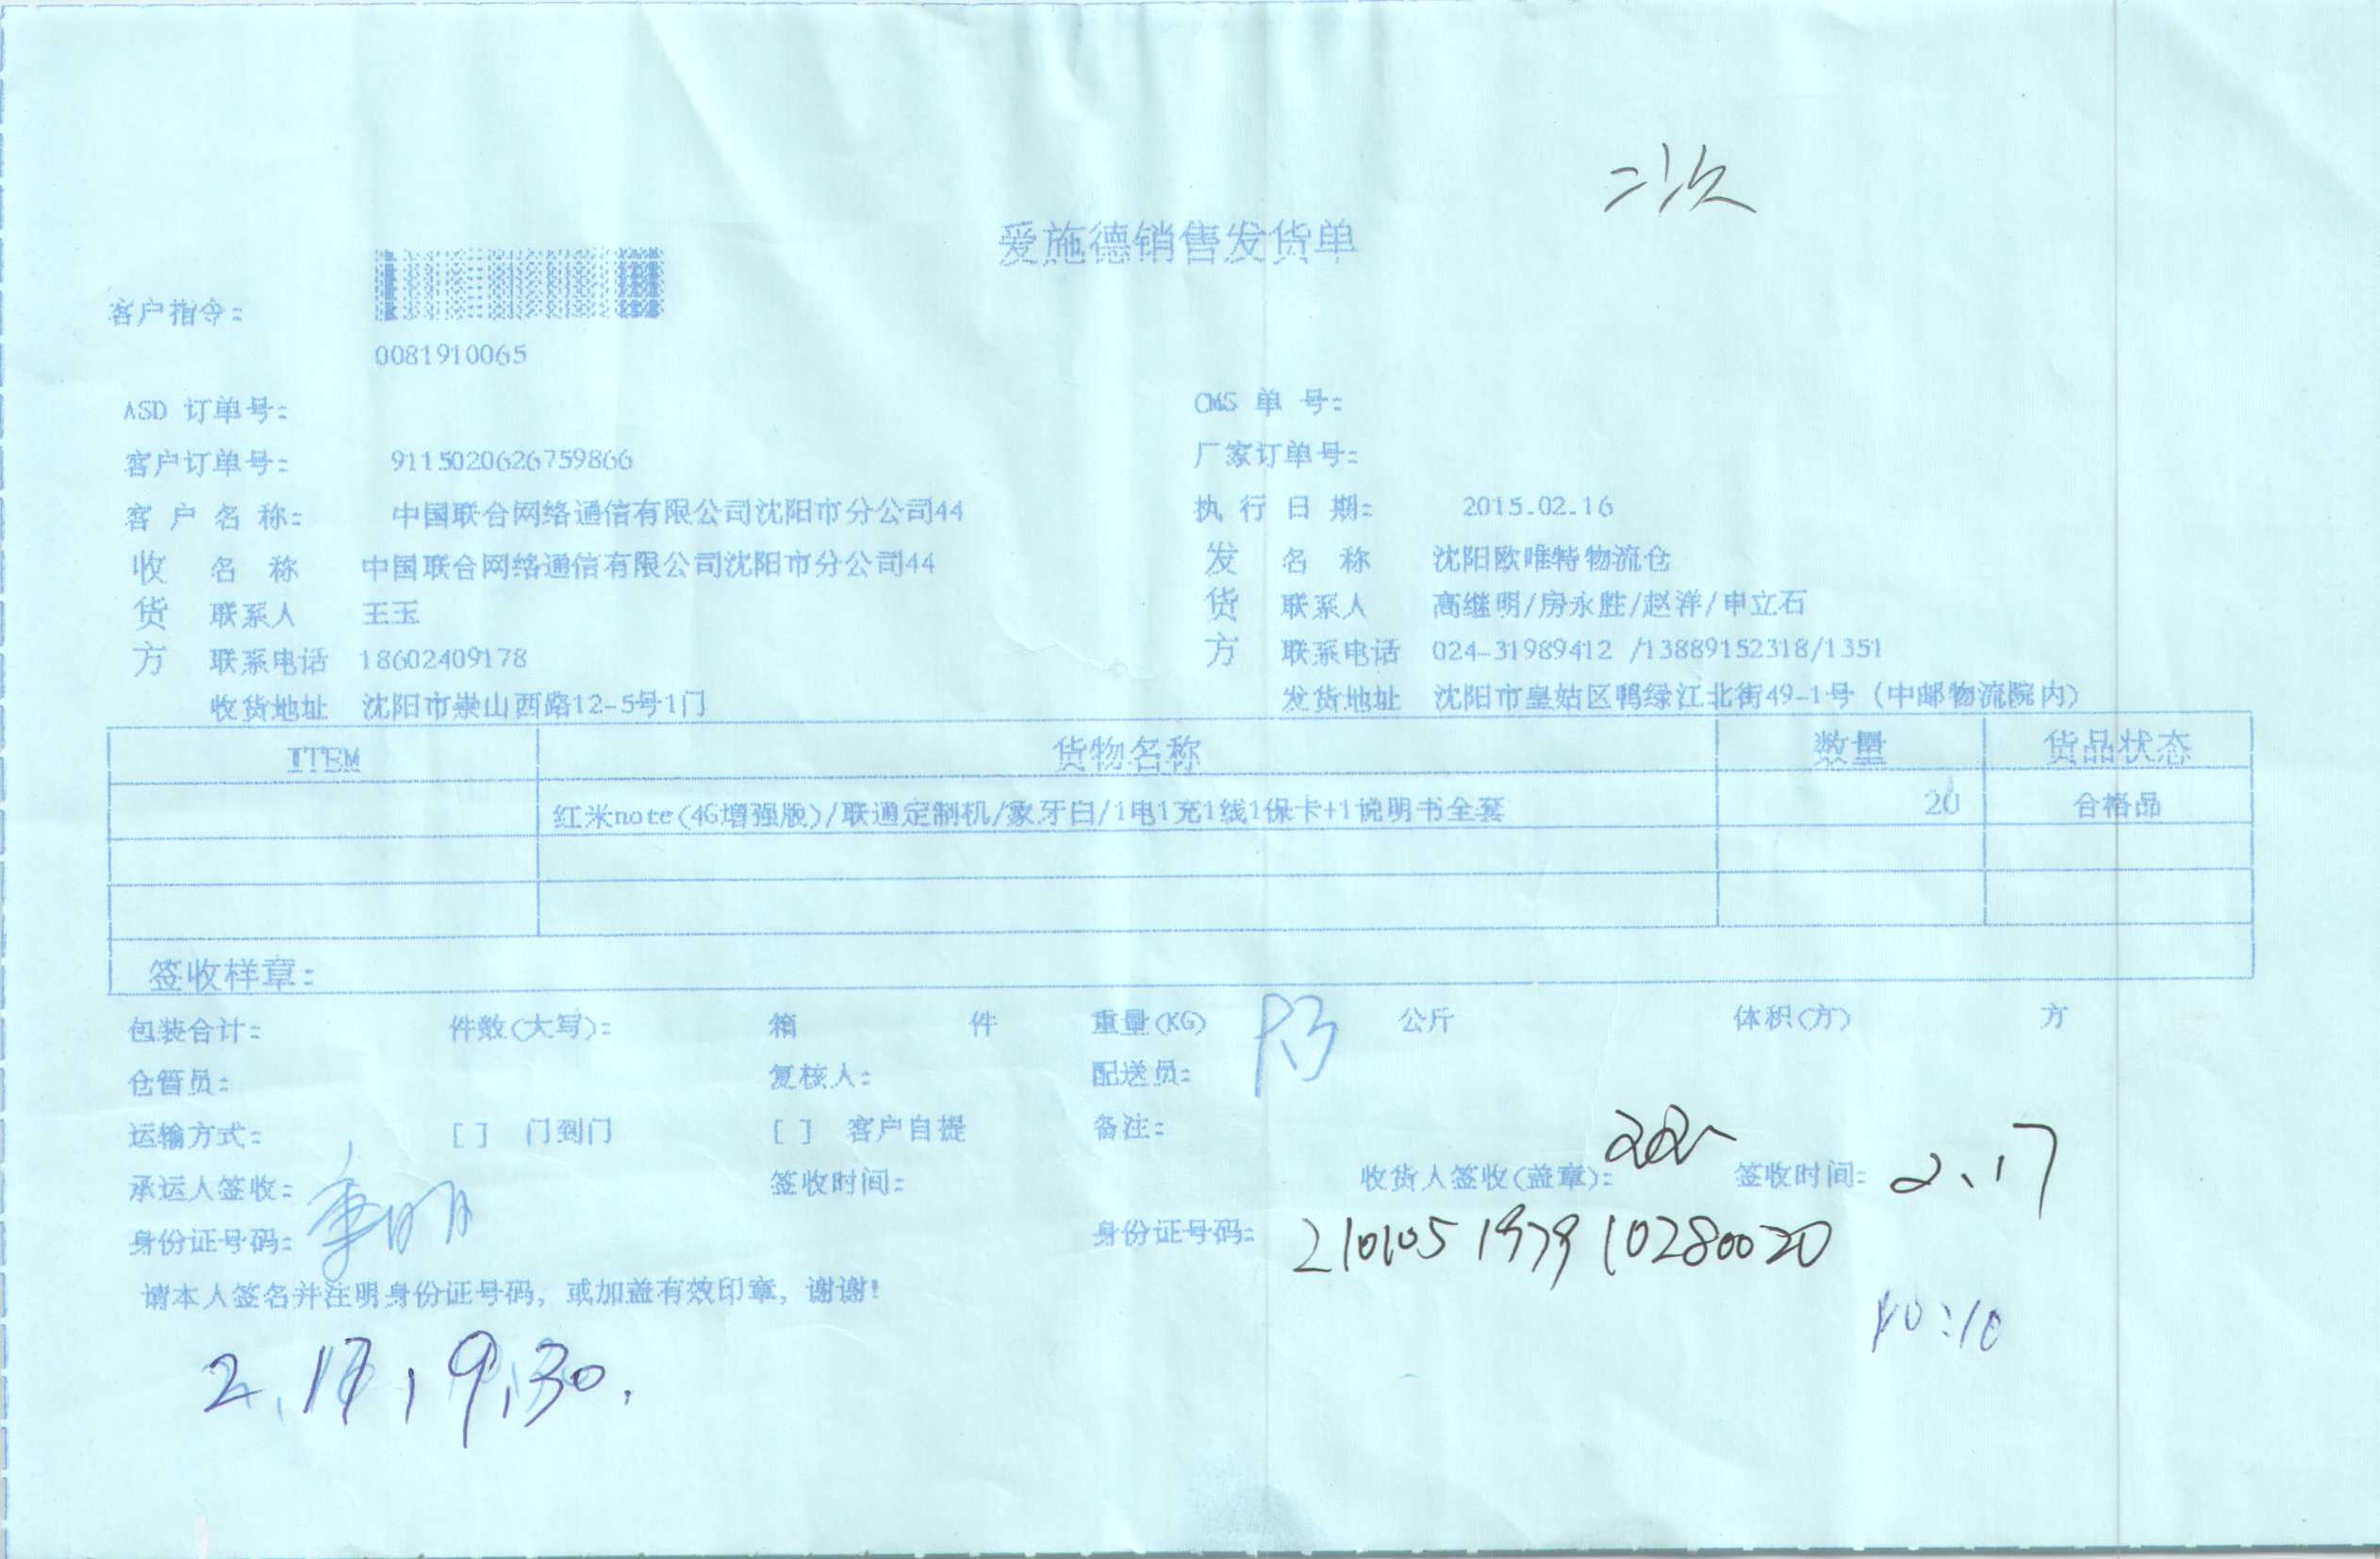 二次
爱施德销售发货单
客户指令:
0081910065
ASD 订单号:
CMS 单 号:
客户订单号: 9115020626759866
厂家订单号:
客 户 名 称: 中国联合网络通信有限公司沈阳市分公司44
执 行 日 期: 2015.02.16
收货方
名 称 中国联合网络通信有限公司沈阳市分公司44
联系人 王玉
联系电话 18602409178
收货地址 沈阳市崇山西路12-5号1门
发货方
名 称 沈阳欧唯特物流仓
联系人 高继明/房永胜/赵洋/申立石
联系电话 024-31989412 /13889152318/1351
发货地址 沈阳市皇姑区鸭绿江北街49-1号 (中邮物流院内)
ITEM 货物名称 数量 货品状态
红米note(4G增强版)/联通定制机/象牙白/1电1充1线1保卡+1说明书全套 20 合格品
签收样章:
包装合计: 件数(大写): 箱 件 重量(KG) 公斤 体积(方) 方
仓管员: 复核人: 配送员:
运输方式: [ ] 门到门 [ ] 客户自提 备注:
承运人签收: 签收时间: 收货人签收(盖章): 签收时间: 2.17
身份证号码: 身份证号码: 210105197910280020
请本人签名并注明身份证号码, 或加盖有效印章, 谢谢!
10:10
2.17, 9.30.